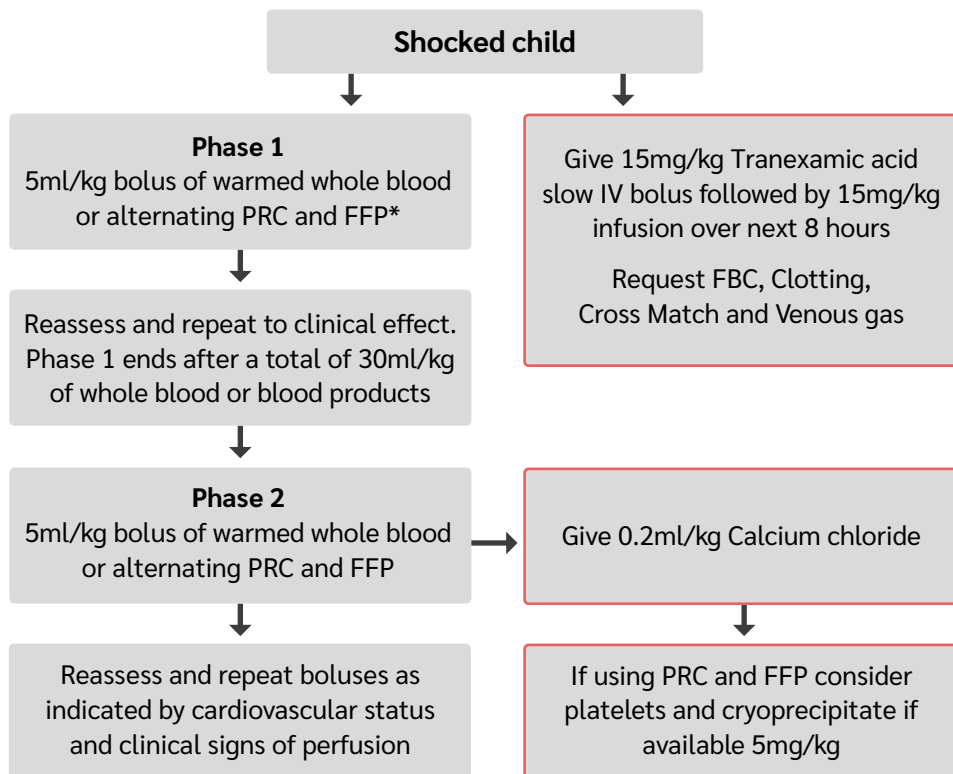 Shocked child
Phase 1
5ml/kg bolus of warmed whole blood
or alternating PRC and FFP*
Give 15mg/kg Tranexamic acid
slow IV bolus followed by 15mg/kg
infusion over next 8 hours
Request FBC, Clotting,
Cross Match and Venous gas
Reassess and repeat to clinical effect.
Phase 1 ends after a total of 30ml/kg
of whole blood or blood products
Phase 2
5ml/kg bolus of warmed whole blood
or alternating PRC and FFP
Give 0.2ml/kg Calcium chloride
Reassess and repeat boluses as
indicated by cardiovascular status
and clinical signs of perfusion
If using PRC and FFP consider
platelets and cryoprecipitate if
available 5mg/kg